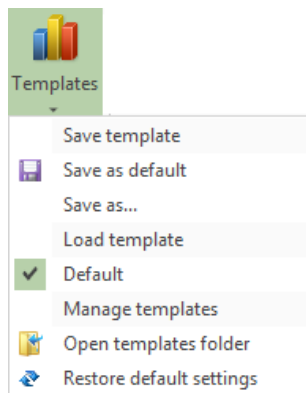 Templates
Save template
Save as default
Save as...
Load template
Default
Manage templates
Open templates folder
Restore default settings